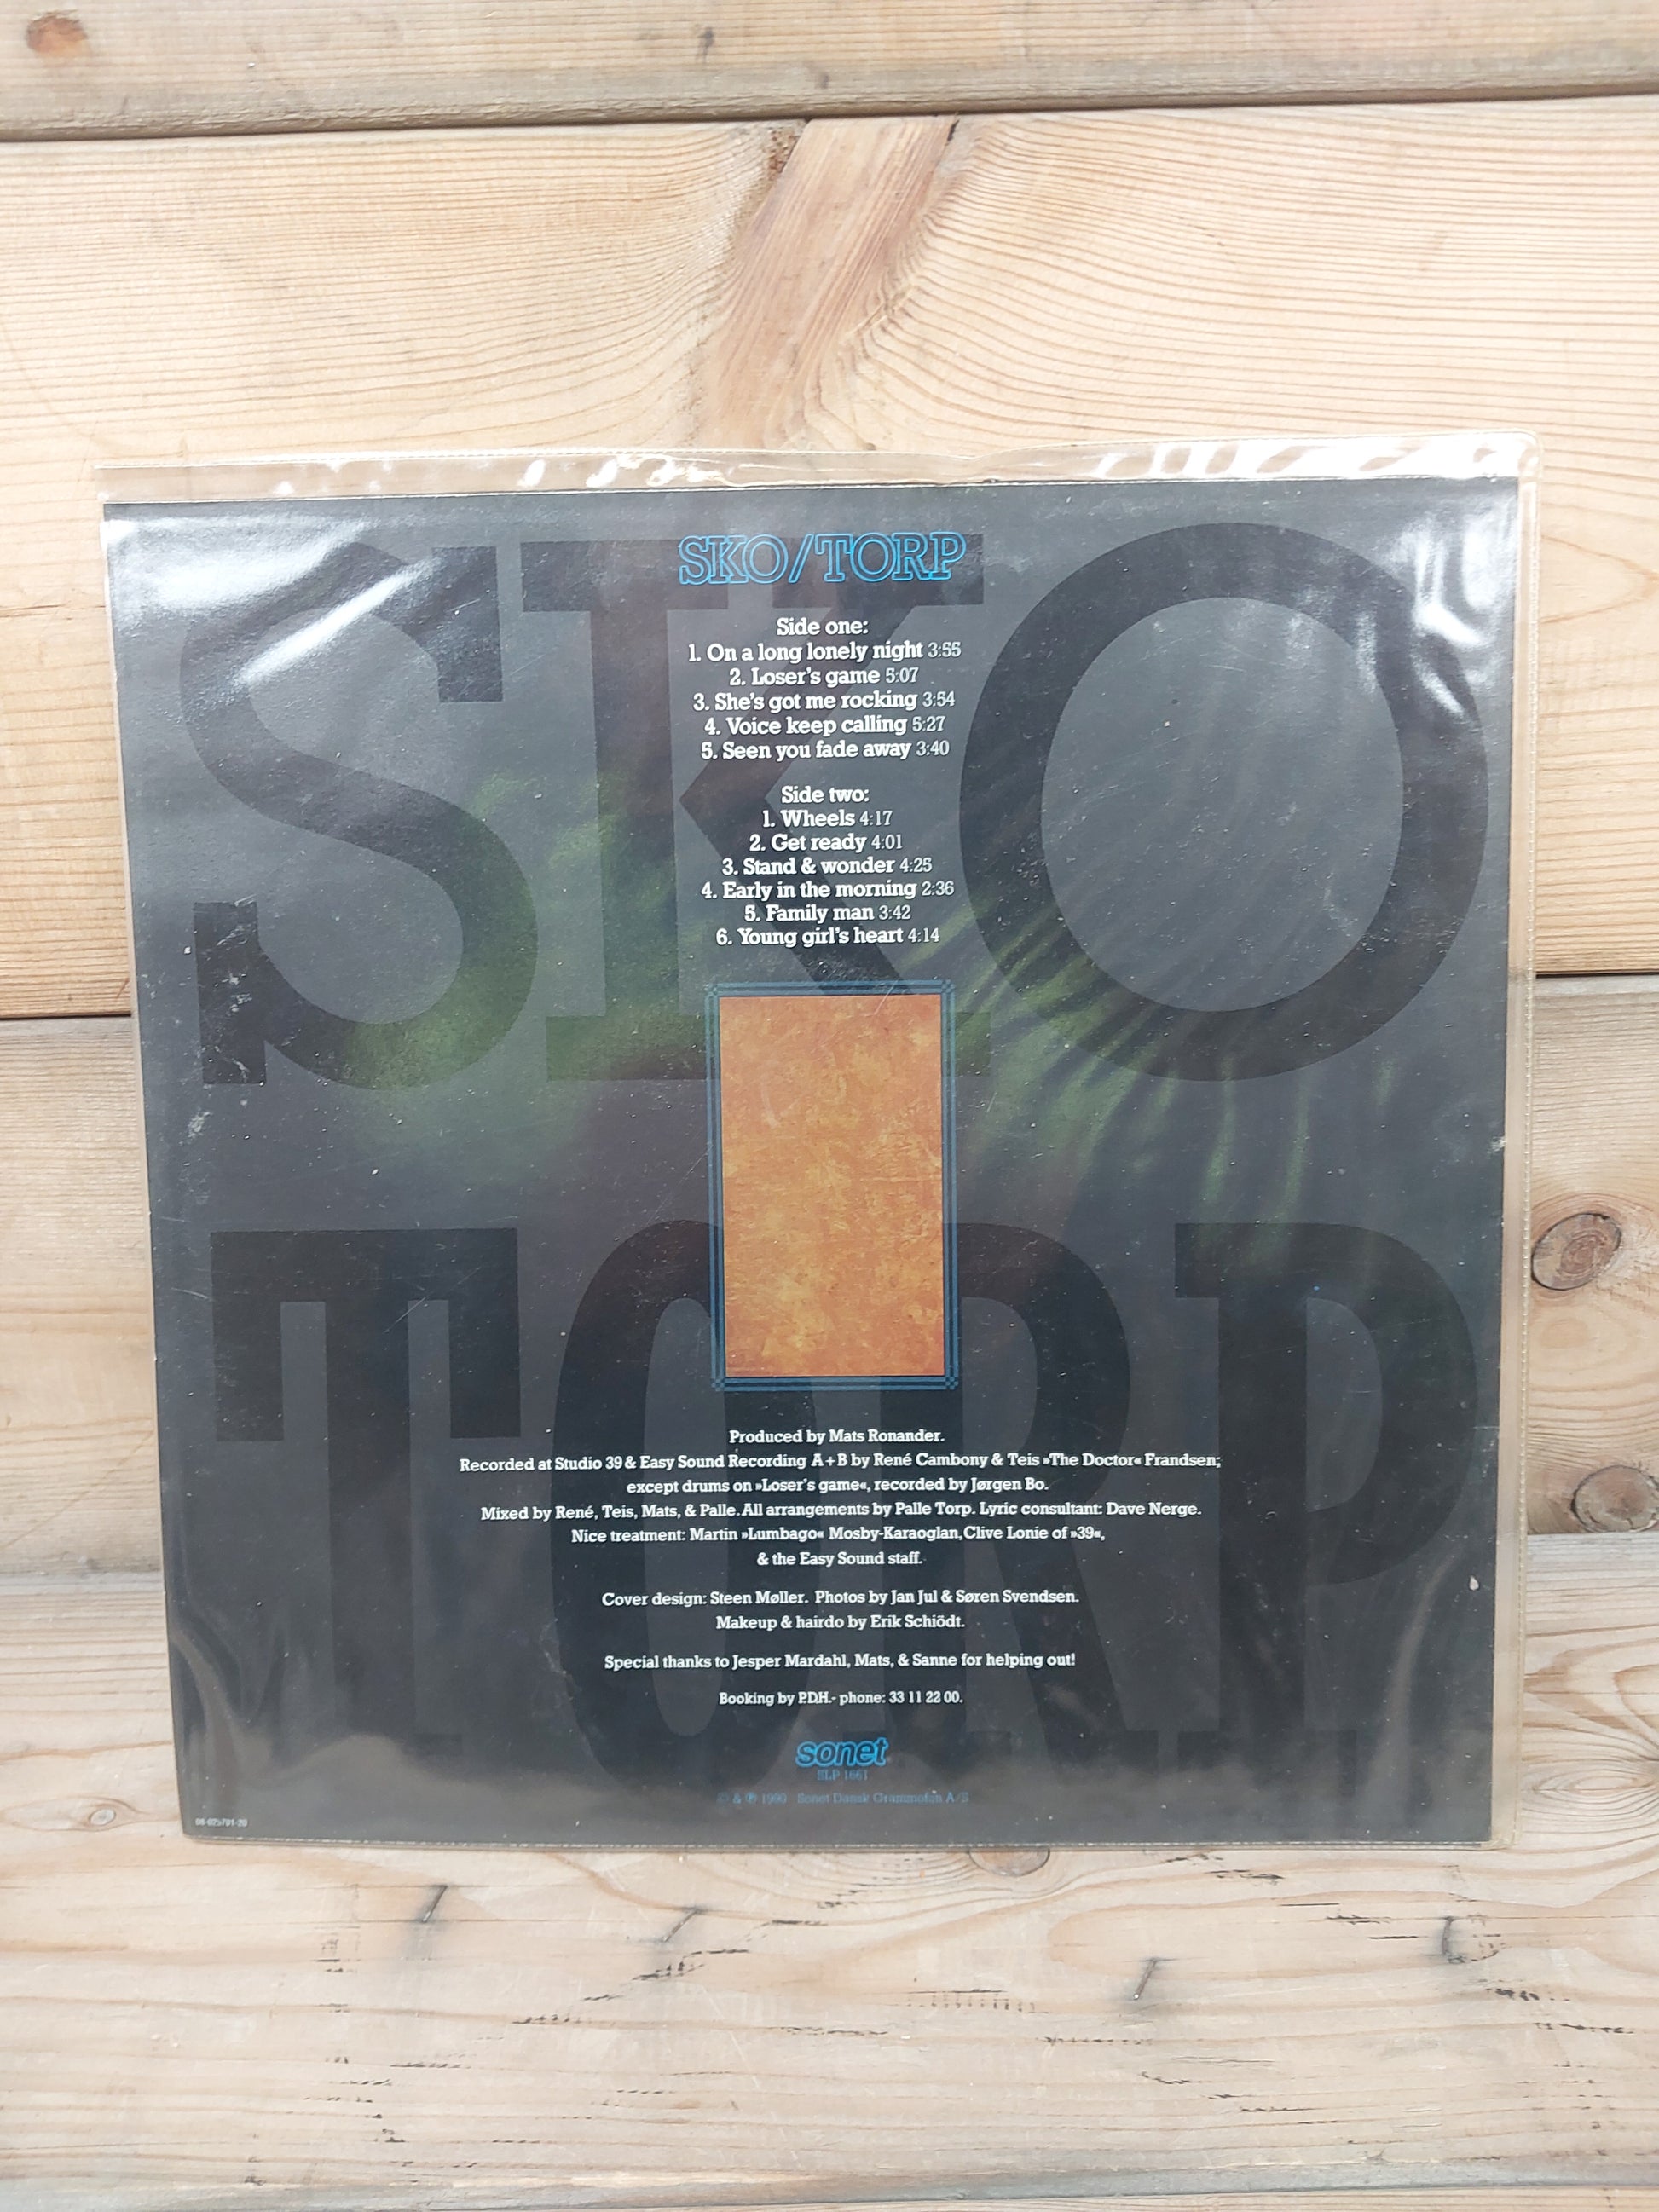 SKO/TORP
Side one:
1. On a long lonely night 3:55
2. Loser's game 5:07
3. She's got me rocking 3:54
4. Voice keep calling 5:27
5. Seen you fade away 3:40
Side two:
1. Wheels 4:17
2. Get ready 4:01
3. Stand & wonder 4:25
4. Early in the morning 2:36
5. Family man 3:42
6. Young girl's heart 4:14
SKO
TORP
Produced by Mats Ronander.
Recorded at Studio 39 & Easy Sound Recording A+B by René Cambony & Teis »The Doctor« Frandsen;
except drums on »Loser's game«, recorded by Jørgen Bo.
Mixed by René, Teis, Mats, & Palle. All arrangements by Palle Torp. Lyric consultant: Dave Nerge.
Nice treatment: Martin »Lumbago« Mosby-Karaoglan, Clive Lonie of »39«,
& the Easy Sound staff.
Cover design: Steen Møller. Photos by Jan Jul & Søren Svendsen.
Makeup & hairdo by Erik Schiödt.
Special thanks to Jesper Mardahl, Mats, & Sanne for helping out!
Booking by P.D.H.- phone: 33 11 22 00.
sonet
SLP 1661
© & ℗ 1990 Sonet Dansk Grammofon A/S